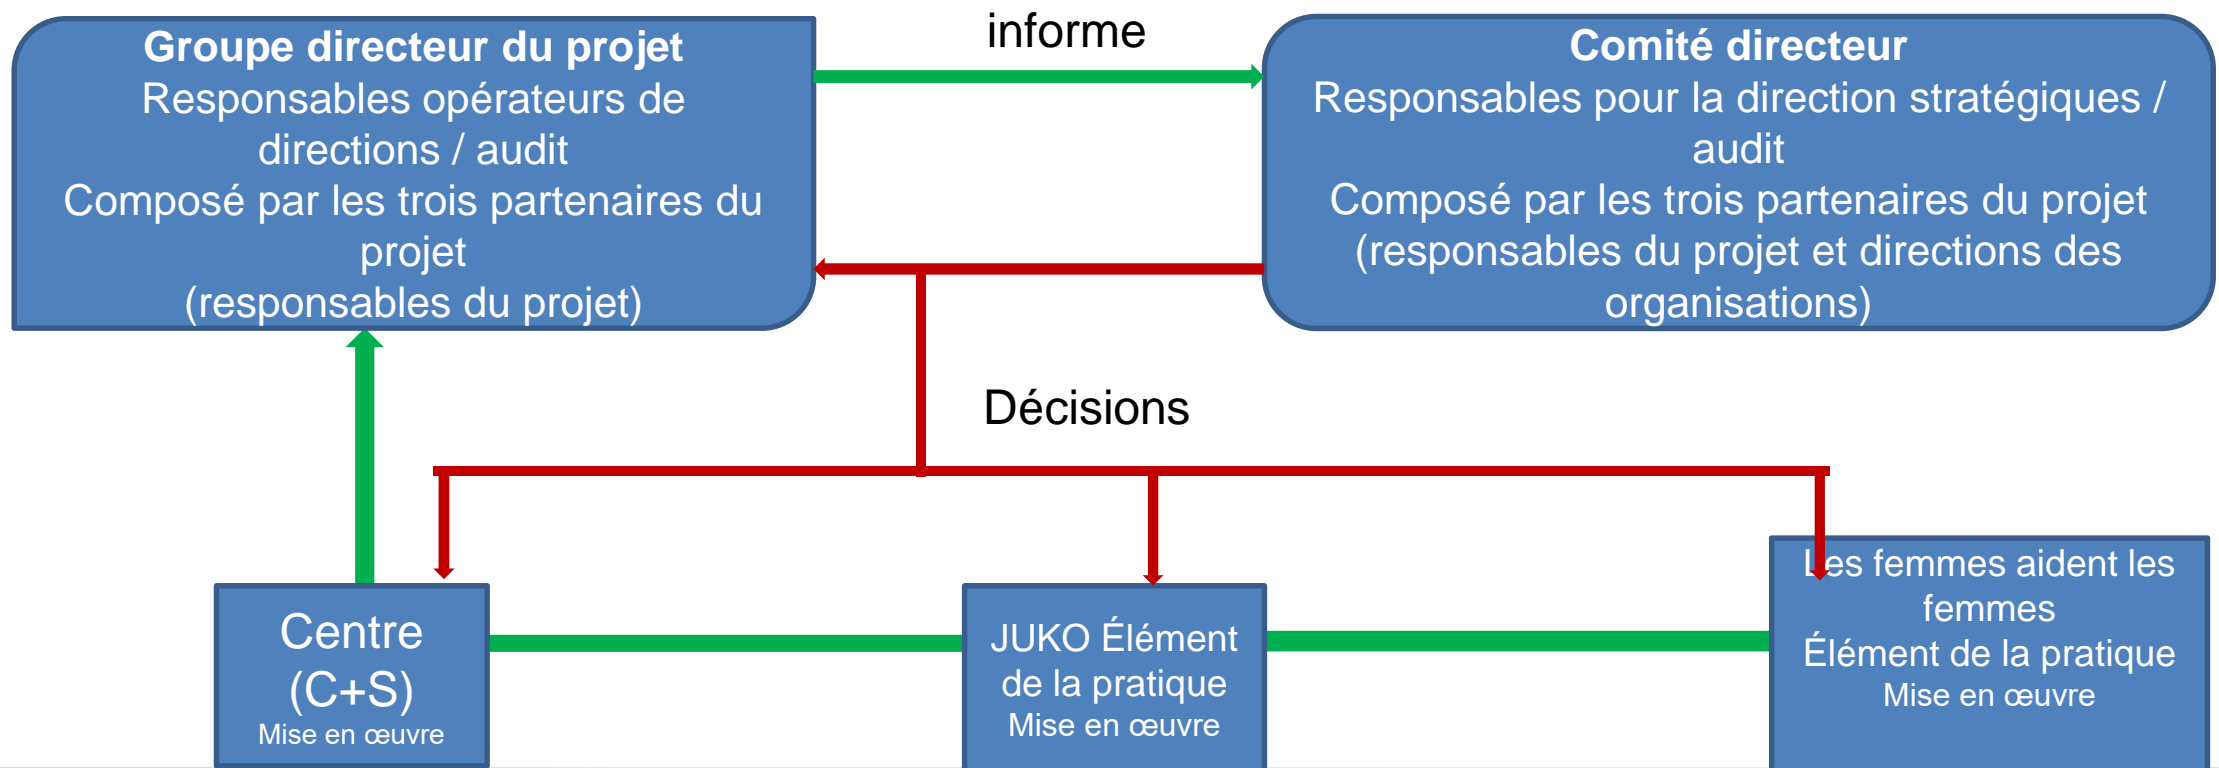 Groupe directeur du projet
Responsables opérateurs de
directions / audit
Composé par les trois partenaires du
projet
(responsables du projet)
informe
Comité directeur
Responsables pour la direction stratégiques /
audit
Composé par les trois partenaires du projet
(responsables du projet et directions des
organisations)
Décisions
Centre
(C+S)
Mise en œuvre
JUKO Élément
de la pratique
Mise en œuvre
Les femmes aident les
femmes
Élément de la pratique
Mise en œuvre